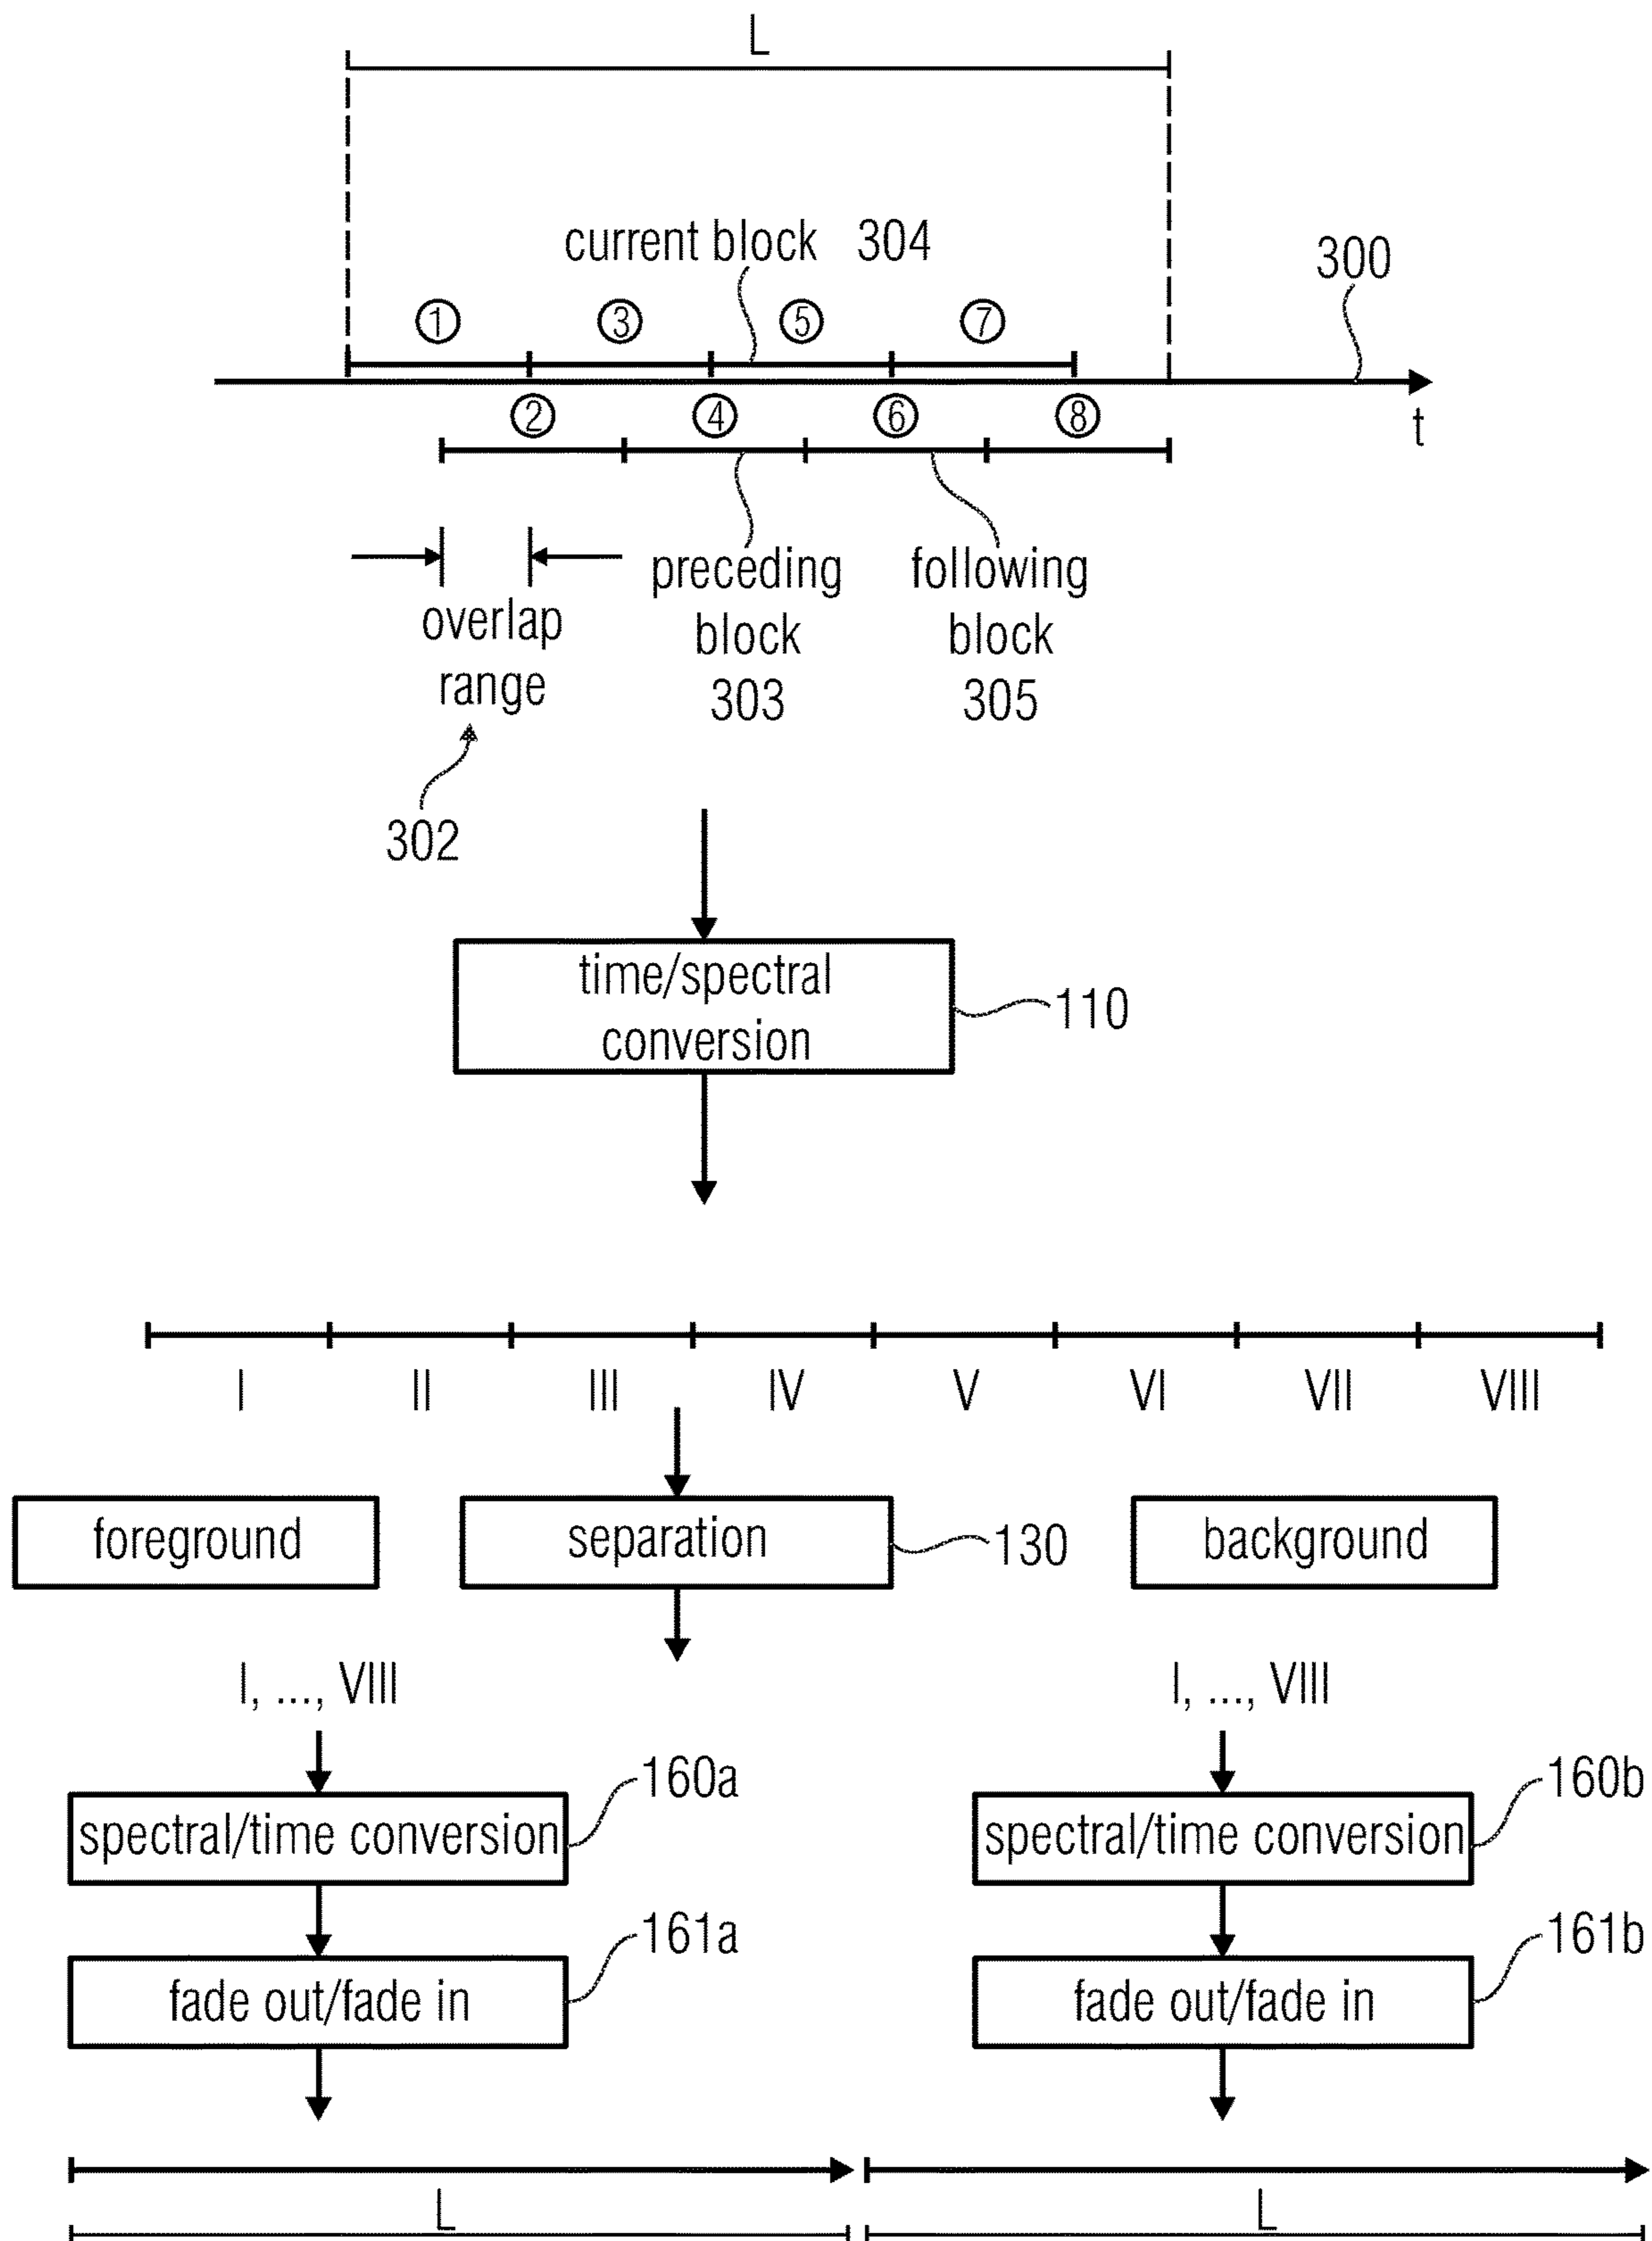 L
current block 304
300
① ③ ⑤ ⑦
② ④ ⑥ ⑧
t
overlap
range
302
preceding
block
303
following
block
305
time/spectral
conversion
110
I II III IV V VI VII VIII
foreground
separation
130
background
I, ..., VIII
I, ..., VIII
160a
spectral/time conversion
160b
spectral/time conversion
161a
fade out/fade in
161b
fade out/fade in
L
L